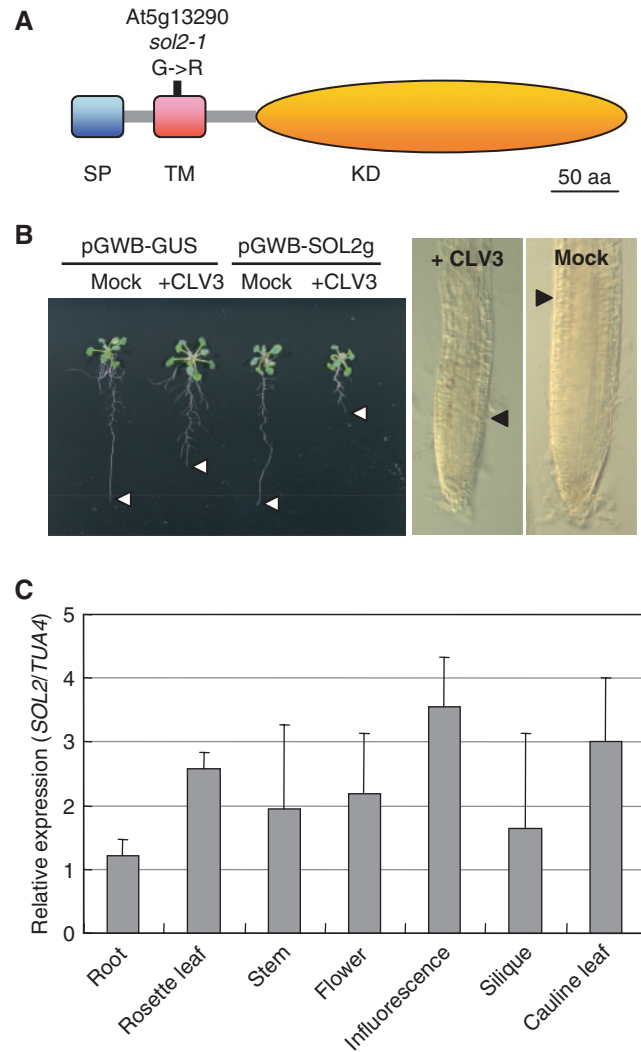 A
At5g13290
sol2-1
G->R
SP
TM
KD
50 aa
B
pGWB-GUS
pGWB-SOL2g
Mock
+CLV3
Mock
+CLV3
+ CLV3
Mock
C
Relative expression (SOL2/TUA4)
5
4
3
2
1
0
Root
Rosette leaf
Stem
Flower
Influorescence
Silique
Cauline leaf